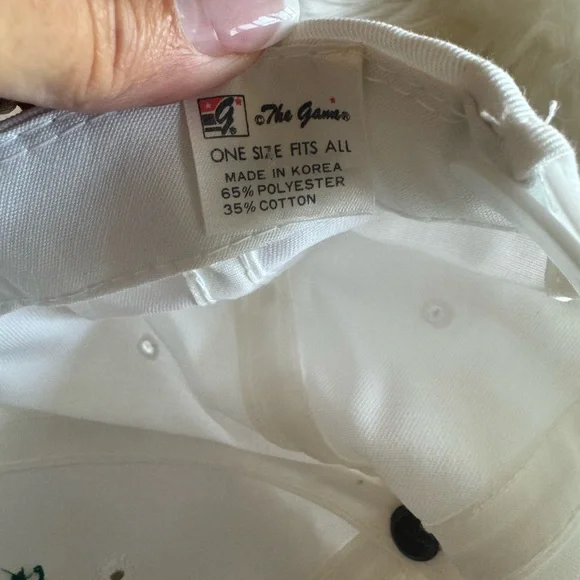 g® ©The Game®
ONE SIZE FITS ALL
MADE IN KOREA
65% POLYESTER
35% COTTON